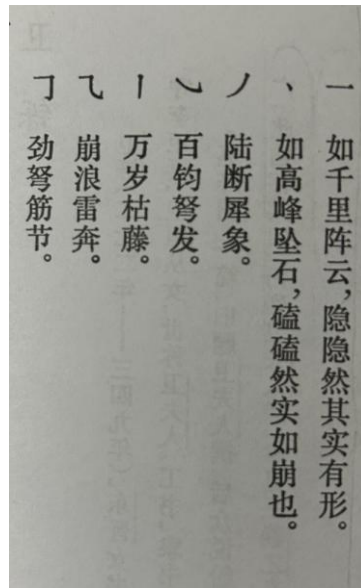 一 如千里阵云，隐隐然其实有形。
丶 如高峰坠石，磕磕然实如崩也。
丿 陆断犀象。
㇃ 百钧弩发。
丨 万岁枯藤。
⺄ 崩浪雷奔。
㇆ 劲弩筋节。